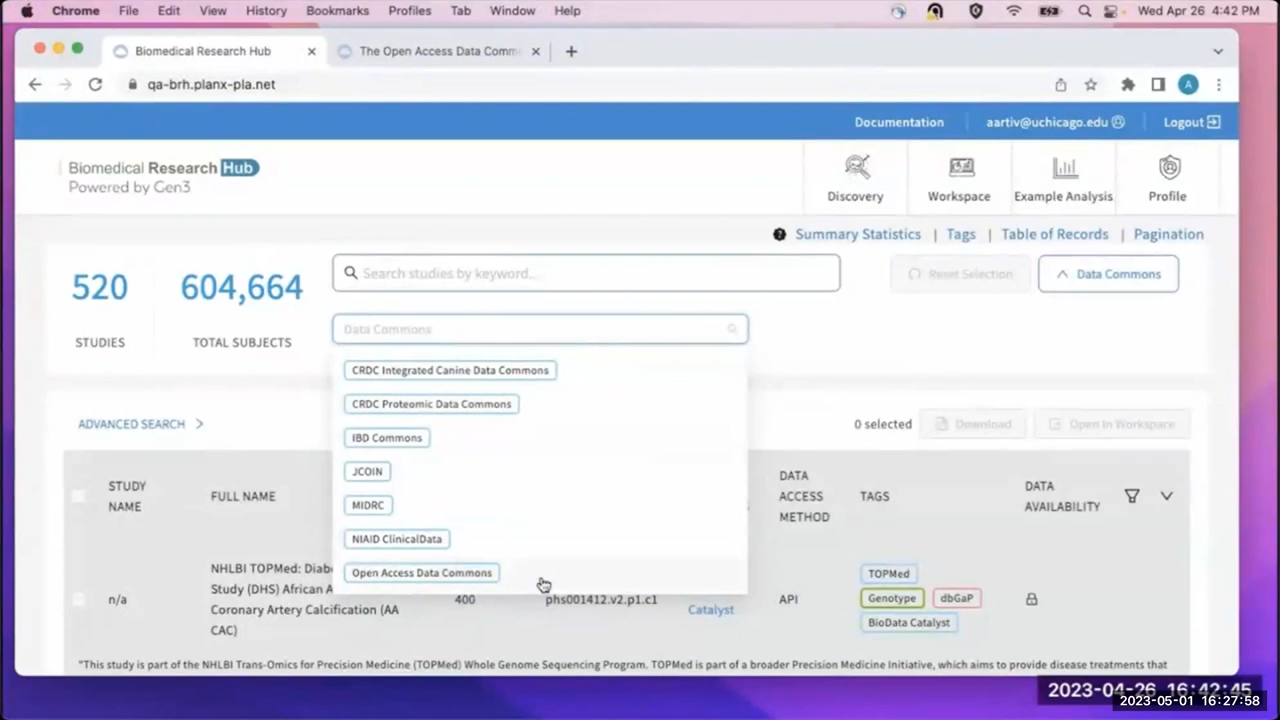 Chrome File Edit View History Bookmarks Profiles Tab Window Help Wed Apr 26 4:42 PM
Biomedical Research Hub The Open Access Data Comm
qa-brh.planx-pla.net A
Documentation aartiv@uchicago.edu Logout
Biomedical Research Hub
Powered by Gen3
Discovery Workspace Example Analysis Profile
Summary Statistics | Tags | Table of Records | Pagination
520 604,664
STUDIES TOTAL SUBJECTS
Search studies by keyword...
Reset Selection
Data Commons
Data Commons
CRDC Integrated Canine Data Commons
CRDC Proteomic Data Commons
IBD Commons
JCOIN
MIDRC
NIAID ClinicalData
Open Access Data Commons
ADVANCED SEARCH
0 selected Download Open In Workspace
STUDY NAME
FULL NAME
DATA ACCESS METHOD
TAGS
DATA AVAILABILITY
n/a
NHLBI TOPMed: Diab
Study (DHS) African A
Coronary Artery Calcification (AA
CAC)
400
phs001412.v2.p1.c1
Catalyst
API
TOPMed
Genotype dbGaP
BioData Catalyst
"This study is part of the NHLBI Trans-Omics for Precision Medicine (TOPMed) Whole Genome Sequencing Program. TOPMed is part of a broader Precision Medicine Initiative, which aims to provide disease treatments that
2023-04-26 16:42:45
2023-05-01 16:27:58